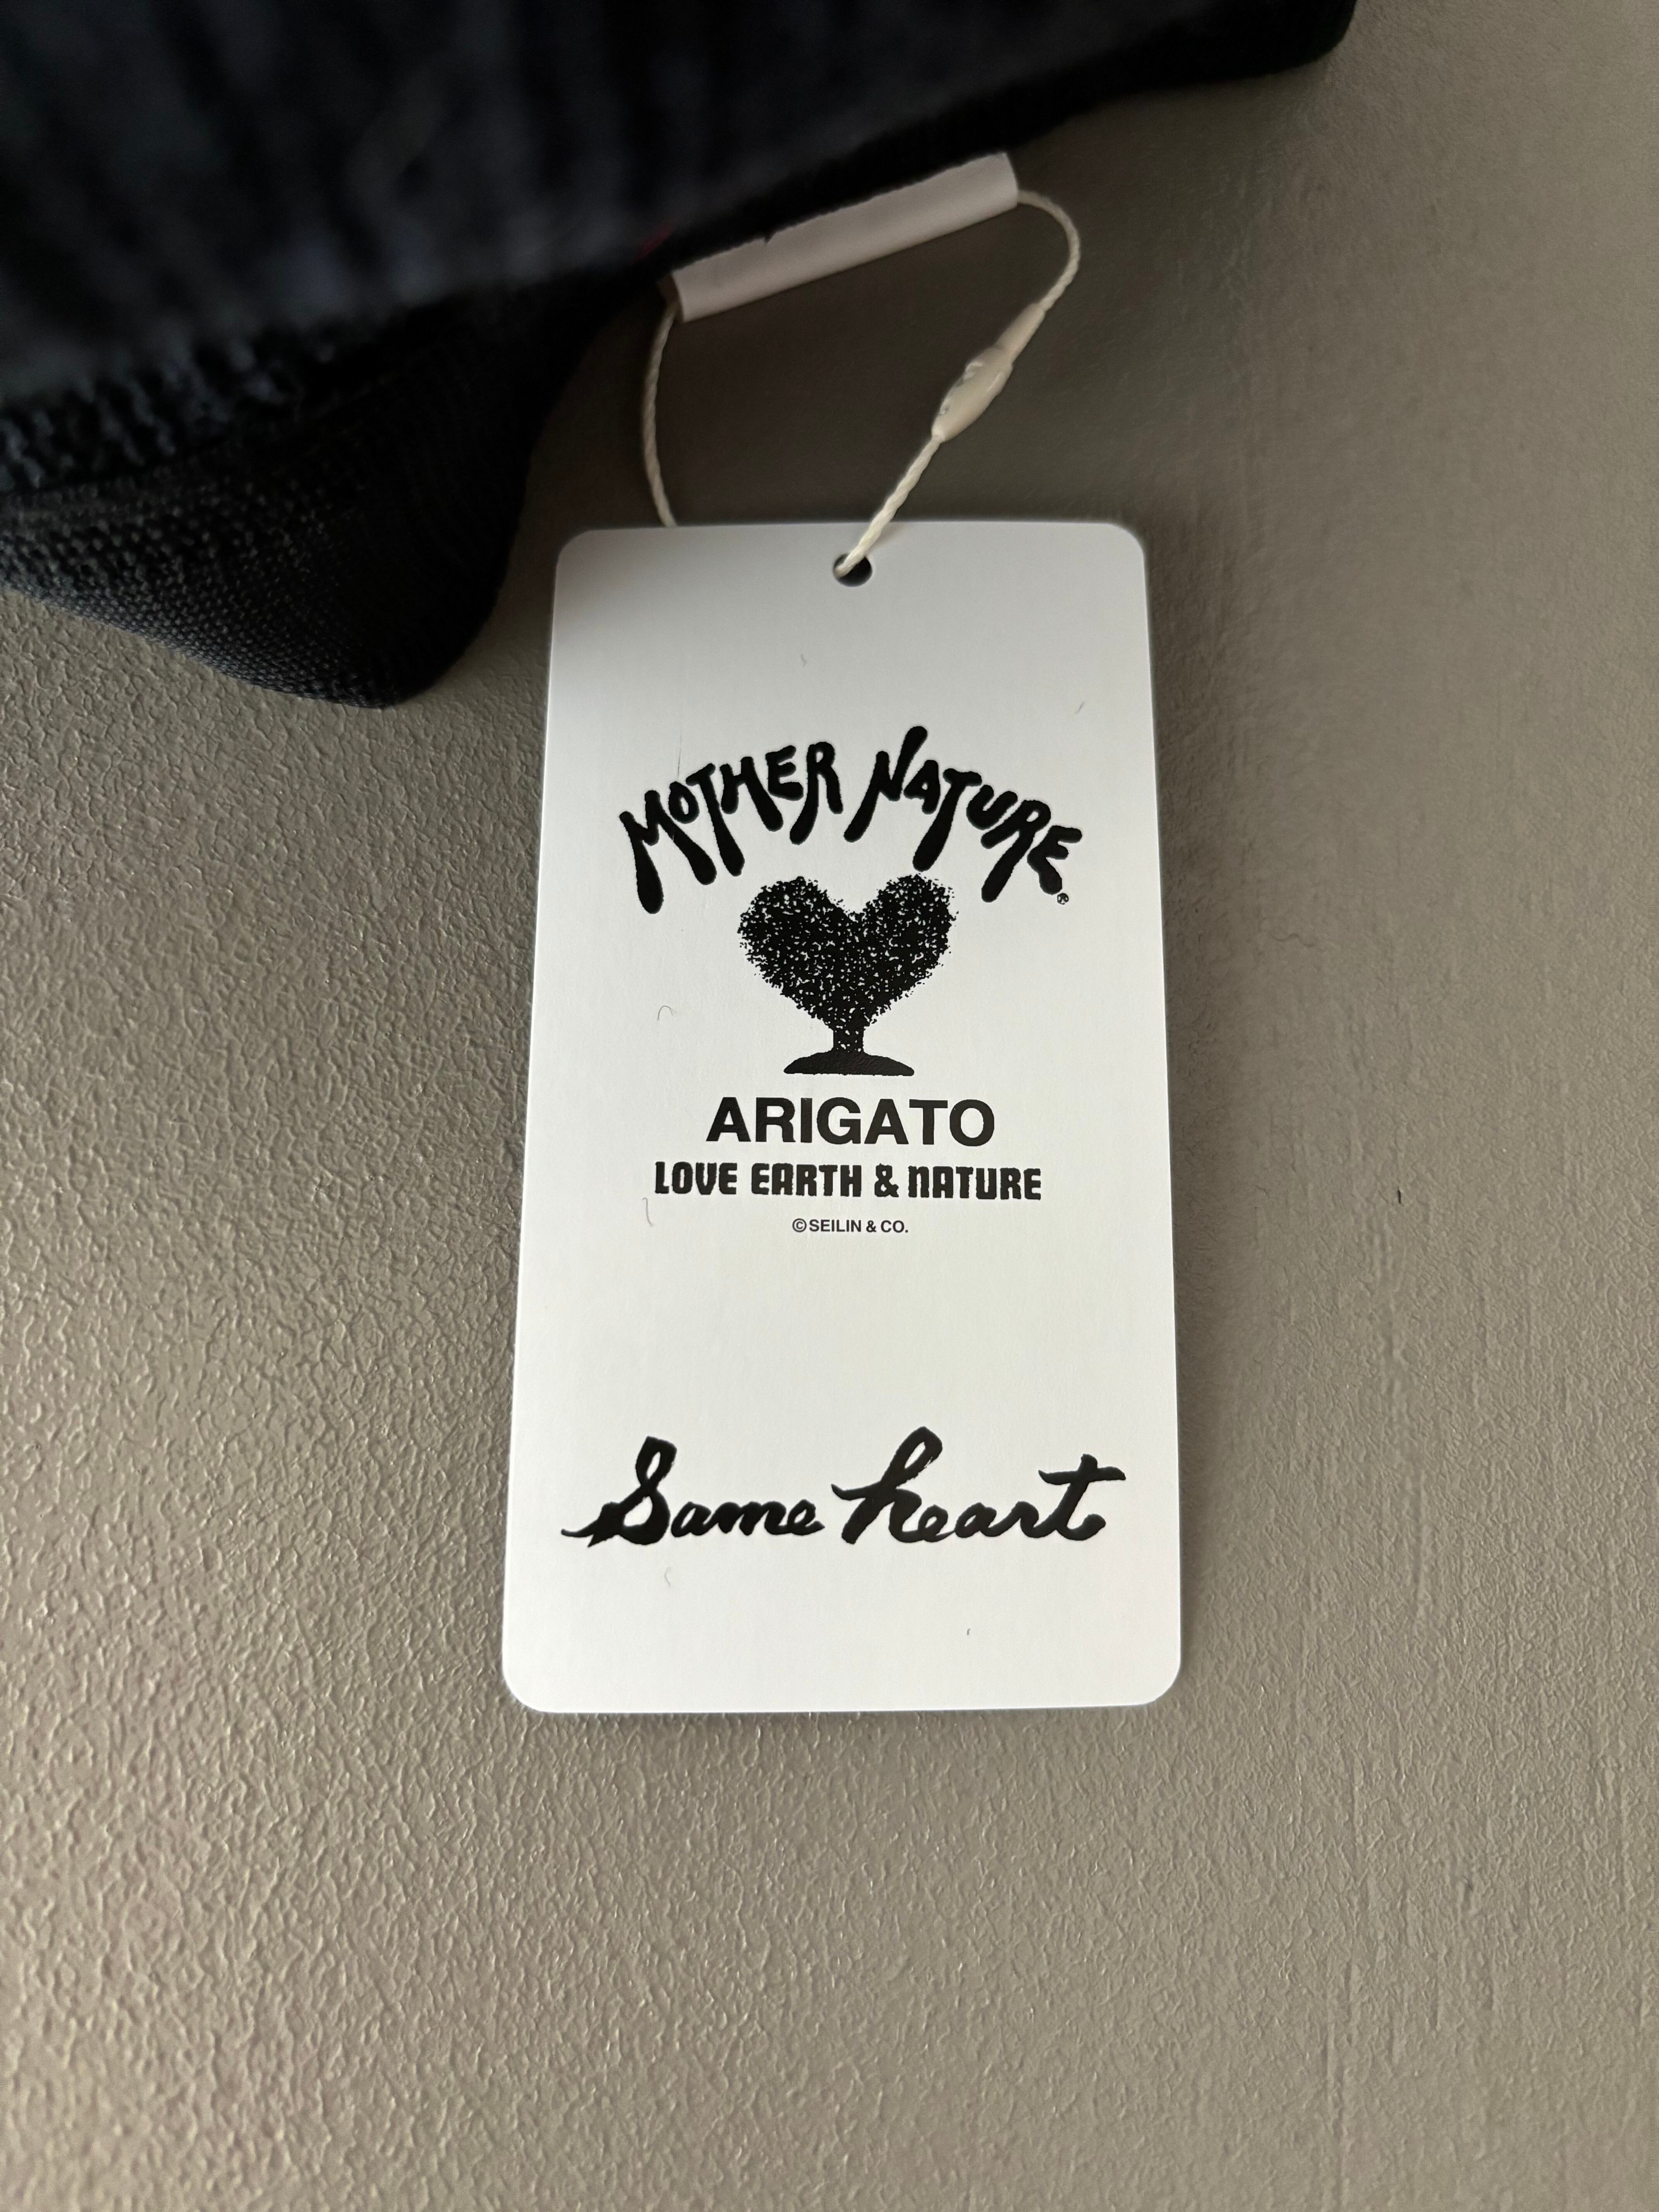 MOTHER NATURE®
ARIGATO
LOVE EARTH & NATURE
©SEILIN & CO.
Same heart